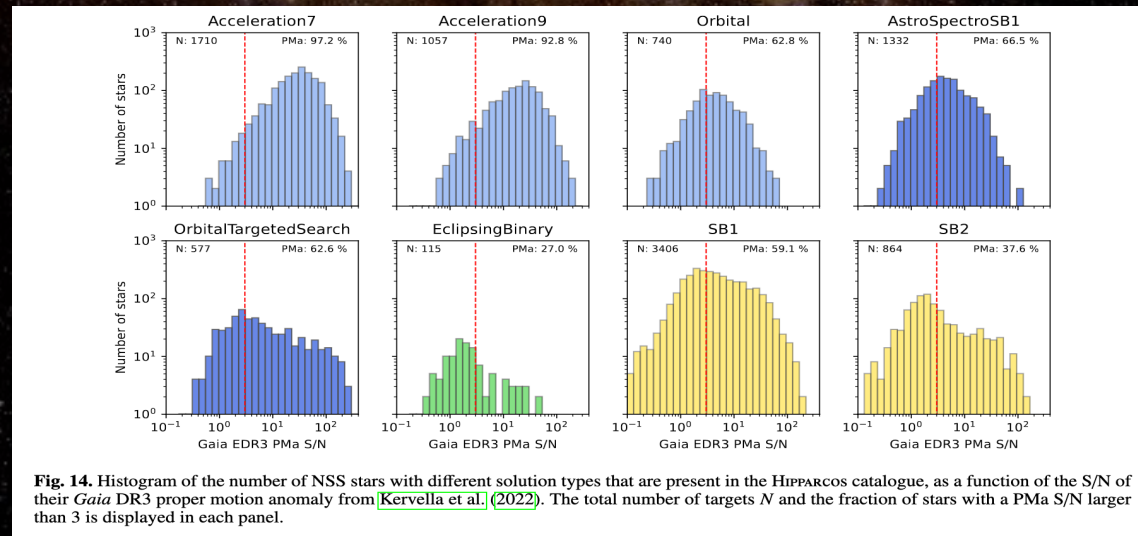 Acceleration7
Acceleration9
Orbital
AstroSpectroSB1
N: 1710 PMa: 97.2 %
N: 1057 PMa: 92.8 %
N: 740 PMa: 62.8 %
N: 1332 PMa: 66.5 %
Number of stars
10³
10²
10¹
10⁰
OrbitalTargetedSearch
EclipsingBinary
SB1
SB2
N: 577 PMa: 62.6 %
N: 115 PMa: 27.0 %
N: 3406 PMa: 59.1 %
N: 864 PMa: 37.6 %
Number of stars
10³
10²
10¹
10⁰
10⁻¹ 10⁰ 10¹ 10²
10⁻¹ 10⁰ 10¹ 10²
10⁻¹ 10⁰ 10¹ 10²
10⁻¹ 10⁰ 10¹ 10²
Gaia EDR3 PMa S/N
Gaia EDR3 PMa S/N
Gaia EDR3 PMa S/N
Gaia EDR3 PMa S/N
Fig. 14. Histogram of the number of NSS stars with different solution types that are present in the Hipparcos catalogue, as a function of the S/N of
their Gaia DR3 proper motion anomaly from Kervella et al. (2022). The total number of targets N and the fraction of stars with a PMa S/N larger
than 3 is displayed in each panel.